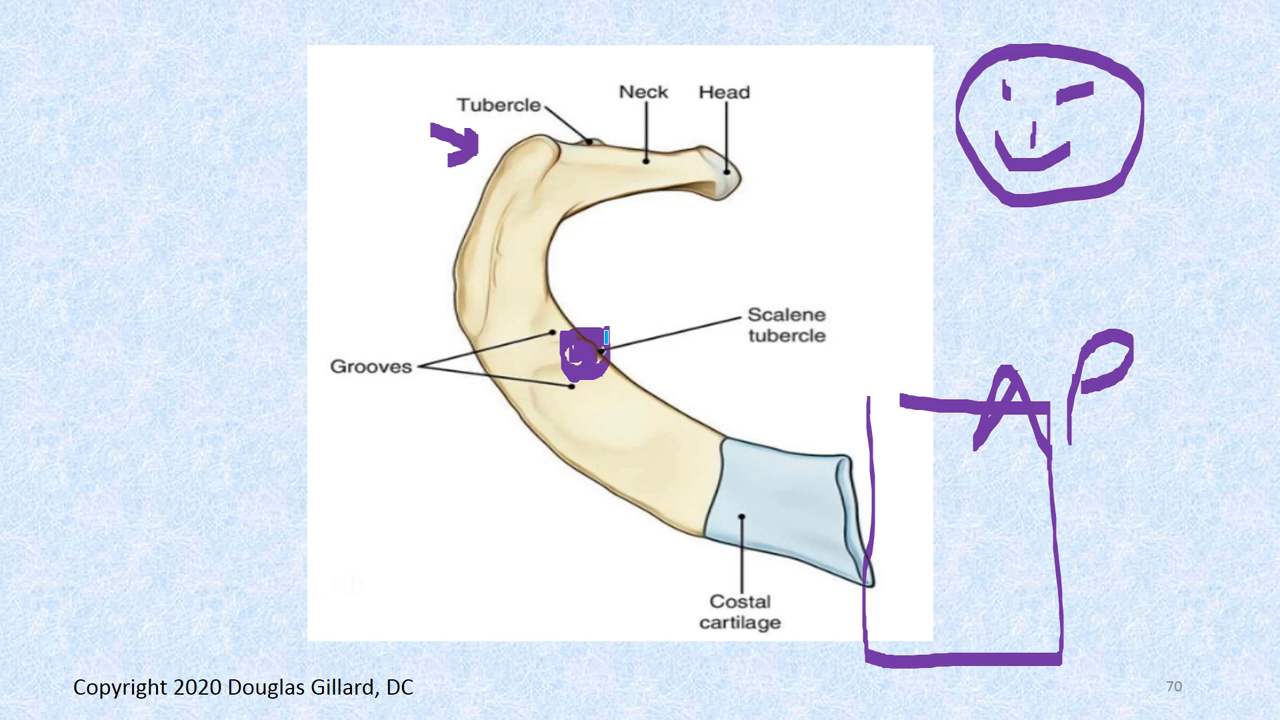 Neck
Head
Tubercle
Scalene
tubercle
Grooves
AP
Costal
cartilage
Copyright 2020 Douglas Gillard, DC
70